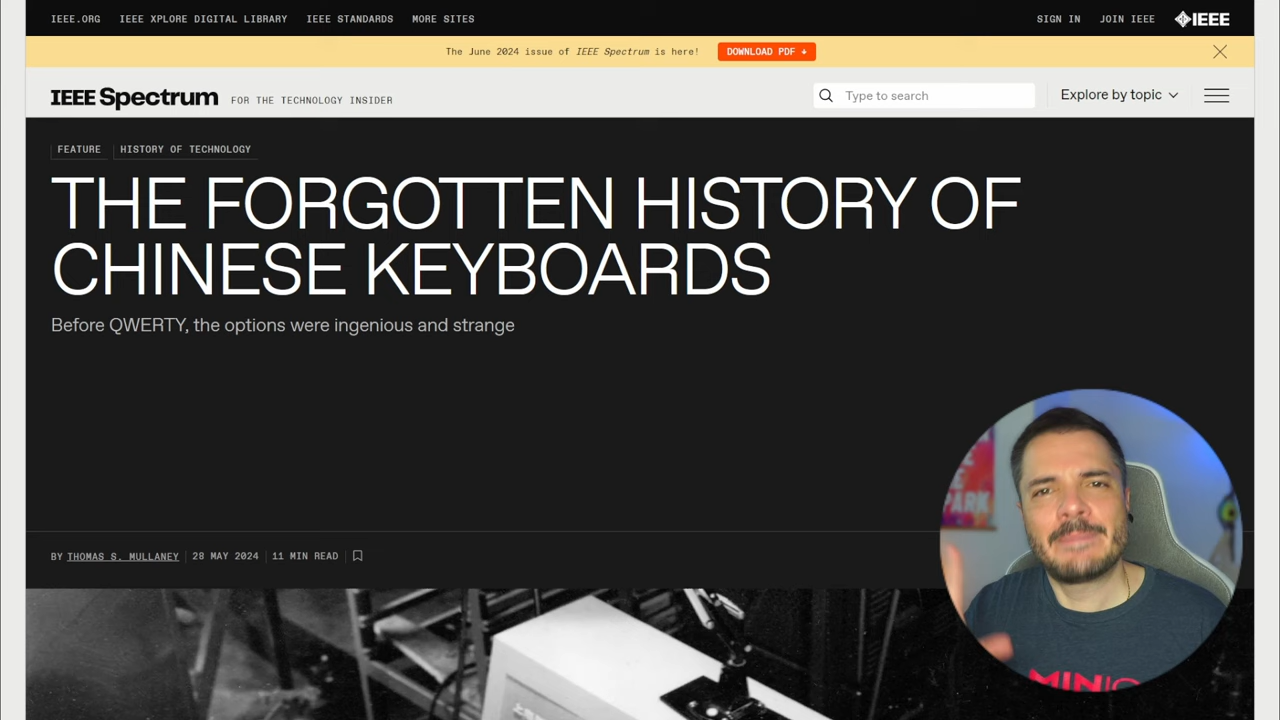 IEEE.ORG IEEE XPLORE DIGITAL LIBRARY IEEE STANDARDS MORE SITES SIGN IN JOIN IEEE IEEE
The June 2024 issue of IEEE Spectrum is here! DOWNLOAD PDF ↓
IEEE Spectrum FOR THE TECHNOLOGY INSIDER Type to search Explore by topic
FEATURE HISTORY OF TECHNOLOGY
THE FORGOTTEN HISTORY OF
CHINESE KEYBOARDS
Before QWERTY, the options were ingenious and strange
PARK
BY THOMAS S. MULLANEY 28 MAY 2024 11 MIN READ